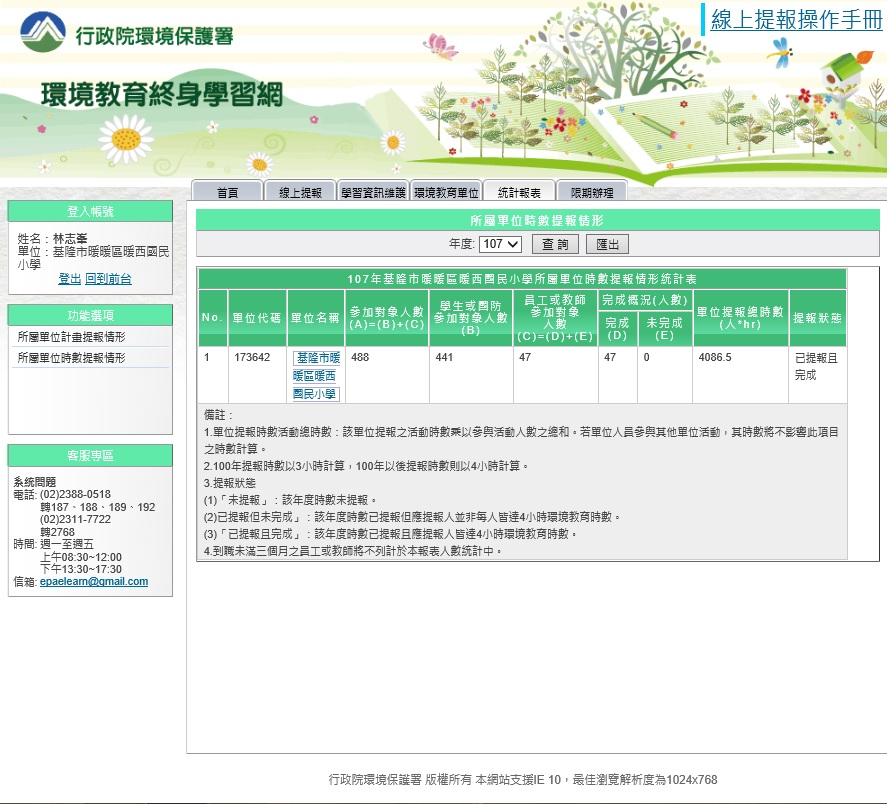 線上提報操作手冊
行政院環境保護署
環境教育終身學習網
首頁 線上提報 學習資訊維護 環境教育單位 統計報表 限期辦理
登入帳號
姓名：林志峯
單位：基隆市暖暖區暖西國民
小學
登出 回到前台
功能選項
所屬單位計畫提報情形
所屬單位時數提報情形
客服專區
系統問題
電話: (02)2388-0518
轉187、188、189、192
(02)2311-7722
轉2768
時間: 週一至週五
上午08:30~12:00
下午13:30~17:30
信箱: epaelearn@gmail.com
所屬單位時數提報情形
年度: 107 查詢 匯出
107年基隆市暖暖區暖西國民小學所屬單位時數提報情形統計表
No. 單位代碼 單位名稱 參加對象人數 (A)=(B)+(C) 學生或國防 參加對象人數 (B) 員工或教師 參加對象 人數 (C)=(D)+(E) 完成概況(人數) 完成 (D) 未完成 (E) 單位提報總時數 (人*hr) 提報狀態
1 173642 基隆市暖 488 441 47 47 0 4086.5 已提報且
暖區暖西 完成
國民小學
備註：
1.單位提報時數活動總時數：該單位提報之活動時數乘以參與活動人數之總和。若單位人員參與其他單位活動，其時數將不影響此項目
之時數計算。
2.100年提報時數以3小時計算，100年以後提報時數則以4小時計算。
3.提報狀態
(1)「未提報」：該年度時數未提報。
(2)已提報但未完成」：該年度時數已提報但應提報人並非每人皆達4小時環境教育時數。
(3)「已提報且完成」：該年度時數已提報且應提報人皆達4小時環境教育時數。
4.到職未滿三個月之員工或教師將不列計於本報表人數統計中。
行政院環境保護署 版權所有 本網站支援IE 10，最佳瀏覽解析度為1024x768